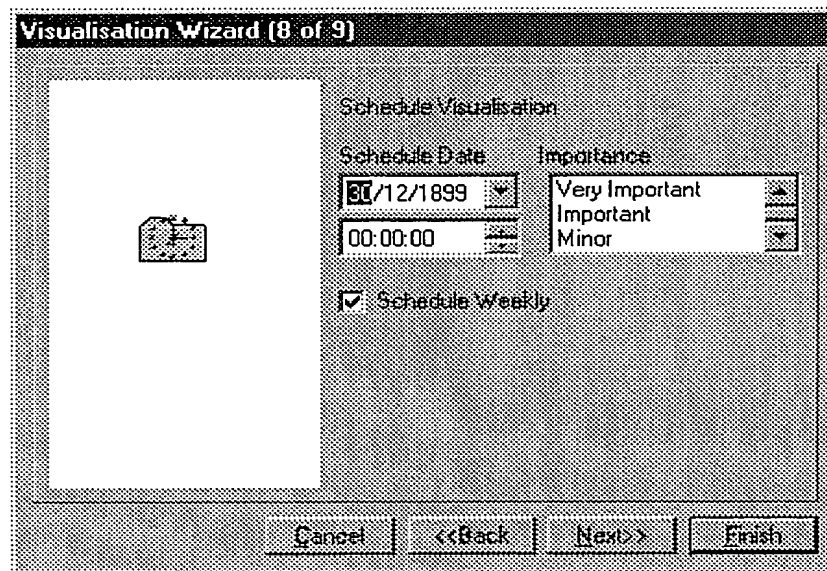 Visualisation Wizard (8 of 9)
Schedule Visualisation
Schedule Date
Importance
30/12/1899
00:00:00
Very Important
Important
Minor
Schedule Weekly
Cancel
<<Back
Next>>
Finish